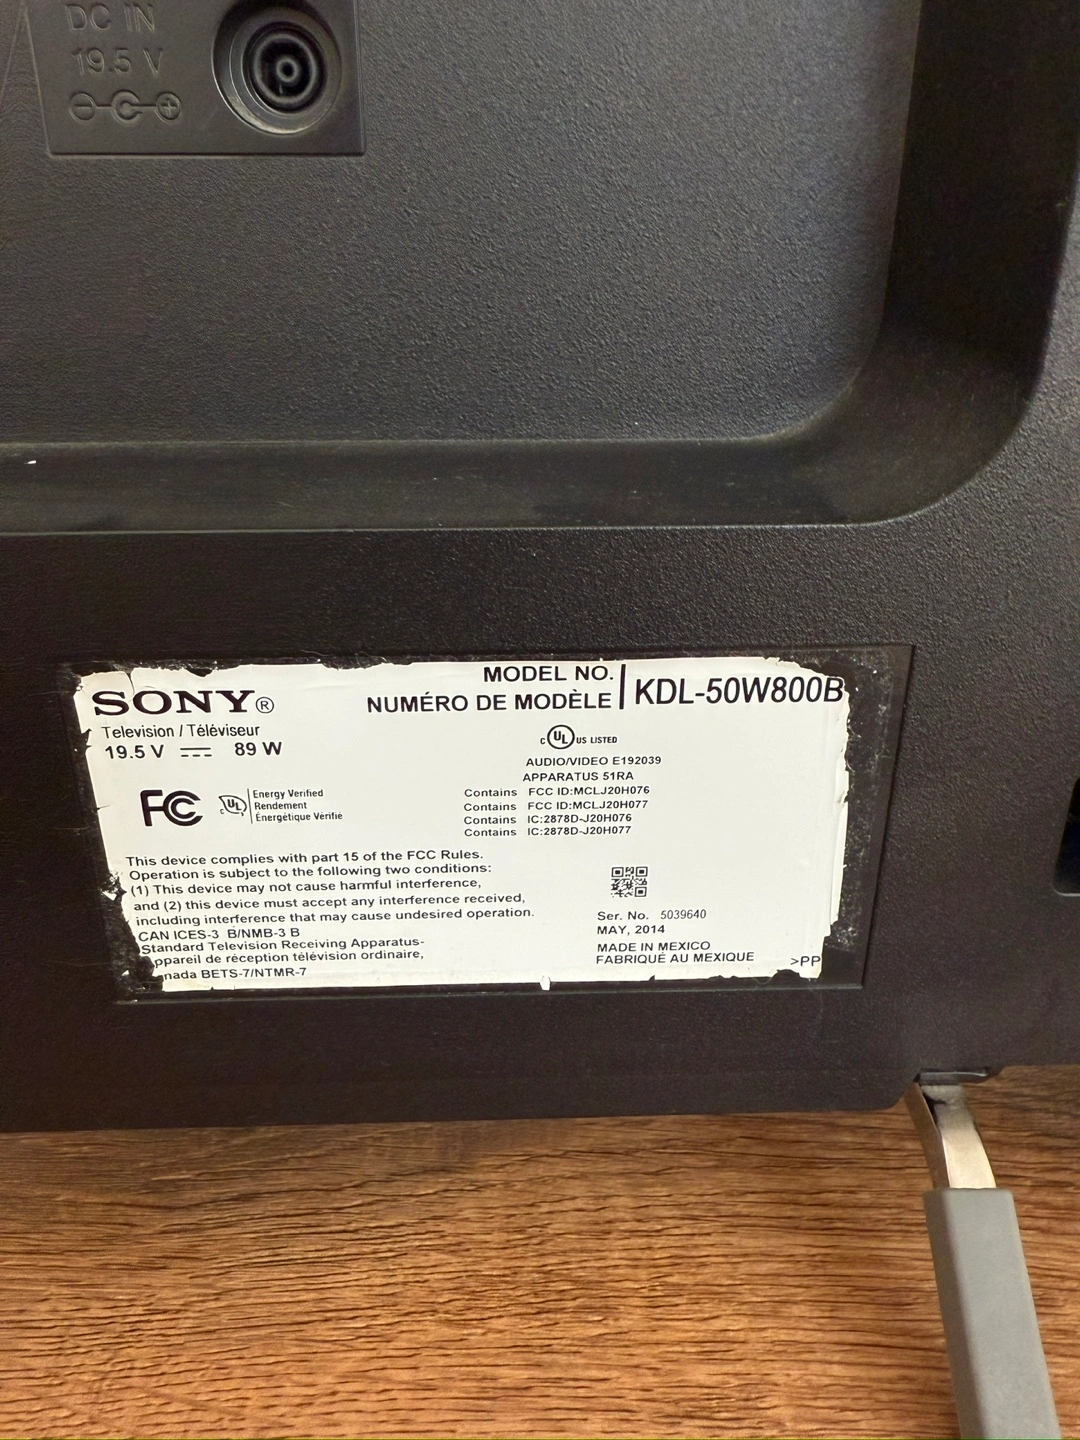 DC IN
19.5 V
SONY®
MODEL NO.
NUMÉRO DE MODÈLE
KDL-50W800B
Television / Téléviseur
19.5 V 89 W
c UL US LISTED
AUDIO/VIDEO E192039
APPARATUS 51RA
FC
c UL
Energy Verified
Rendement
Énergétique Vérifié
Contains FCC ID:MCLJ20H076
Contains FCC ID:MCLJ20H077
Contains IC:2878D-J20H076
Contains IC:2878D-J20H077
This device complies with part 15 of the FCC Rules.
Operation is subject to the following two conditions:
(1) This device may not cause harmful interference,
and (2) this device must accept any interference received,
including interference that may cause undesired operation.
CAN ICES-3 B/NMB-3 B
Standard Television Receiving Apparatus-
ppareil de réception télévision ordinaire,
nada BETS-7/NTMR-7
Ser. No. 5039640
MAY, 2014
MADE IN MEXICO
FABRIQUÉ AU MEXIQUE
>PP